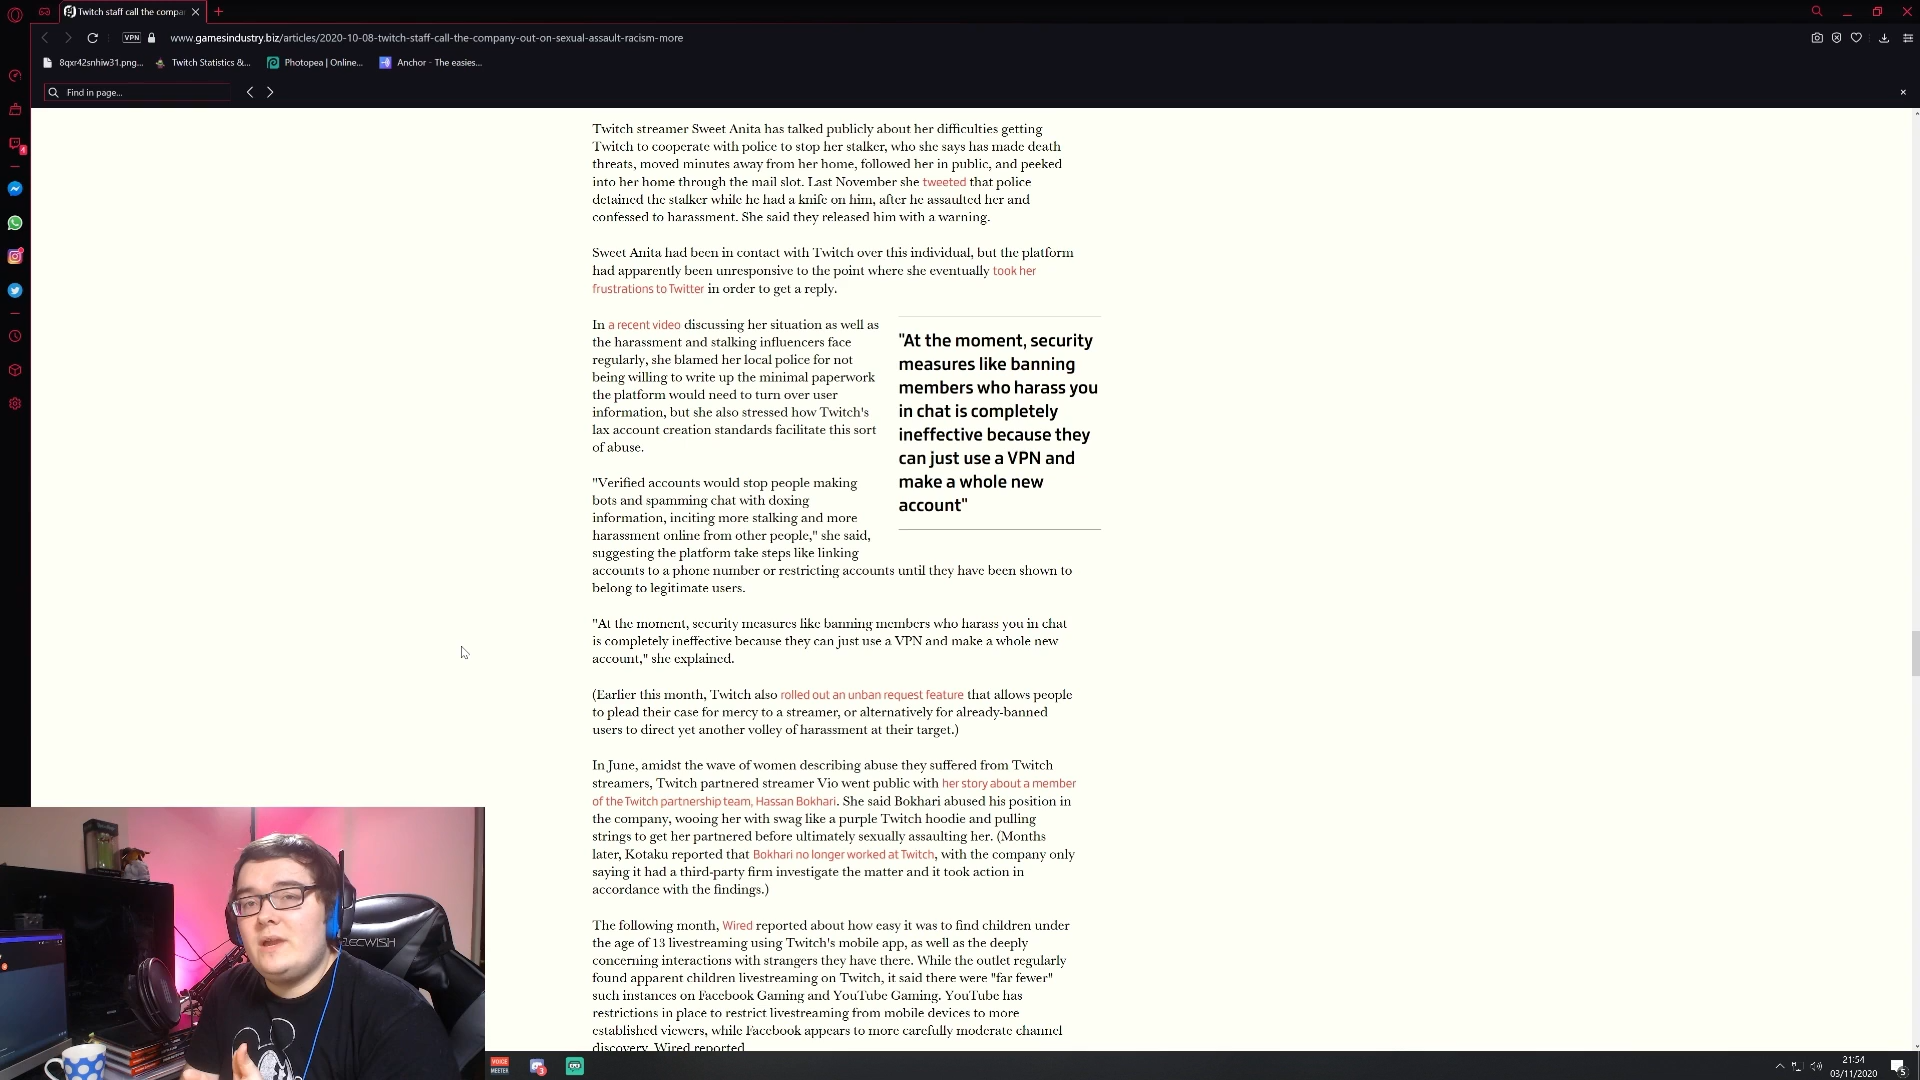 Twitch staff call the compa
VPN
www.gamesindustry.biz/articles/2020-10-08-twitch-staff-call-the-company-out-on-sexual-assault-racism-more
8qxr42snhiw31.png...
Twitch Statistics &...
Photopea | Online...
Anchor - The easies...
Find in page...
Twitch streamer Sweet Anita has talked publicly about her difficulties getting
Twitch to cooperate with police to stop her stalker, who she says has made death
threats, moved minutes away from her home, followed her in public, and peeked
into her home through the mail slot. Last November she tweeted that police
detained the stalker while he had a knife on him, after he assaulted her and
confessed to harassment. She said they released him with a warning.
Sweet Anita had been in contact with Twitch over this individual, but the platform
had apparently been unresponsive to the point where she eventually took her
frustrations to Twitter in order to get a reply.
In a recent video discussing her situation as well as
the harassment and stalking influencers face
regularly, she blamed her local police for not
being willing to write up the minimal paperwork
the platform would need to turn over user
information, but she also stressed how Twitch's
lax account creation standards facilitate this sort
of abuse.
"At the moment, security
measures like banning
members who harass you
in chat is completely
ineffective because they
can just use a VPN and
make a whole new
account"
"Verified accounts would stop people making
bots and spamming chat with doxing
information, inciting more stalking and more
harassment online from other people," she said,
suggesting the platform take steps like linking
accounts to a phone number or restricting accounts until they have been shown to
belong to legitimate users.
"At the moment, security measures like banning members who harass you in chat
is completely ineffective because they can just use a VPN and make a whole new
account," she explained.
(Earlier this month, Twitch also rolled out an unban request feature that allows people
to plead their case for mercy to a streamer, or alternatively for already-banned
users to direct yet another volley of harassment at their target.)
In June, amidst the wave of women describing abuse they suffered from Twitch
streamers, Twitch partnered streamer Vio went public with her story about a member
of the Twitch partnership team, Hassan Bokhari. She said Bokhari abused his position in
the company, wooing her with swag like a purple Twitch hoodie and pulling
strings to get her partnered before ultimately sexually assaulting her. (Months
later, Kotaku reported that Bokhari no longer worked at Twitch, with the company only
saying it had a third-party firm investigate the matter and it took action in
accordance with the findings.)
The following month, Wired reported about how easy it was to find children under
the age of 13 livestreaming using Twitch's mobile app, as well as the deeply
concerning interactions with strangers they have there. While the outlet regularly
found apparent children livestreaming on Twitch, it said there were "far fewer"
such instances on Facebook Gaming and YouTube Gaming. YouTube has
restrictions in place to restrict livestreaming from mobile devices to more
established viewers, while Facebook appears to more carefully moderate channel
discovery, Wired reported
ELECWISH
VOICE
MEETER
3
21:54
03/11/2020
5